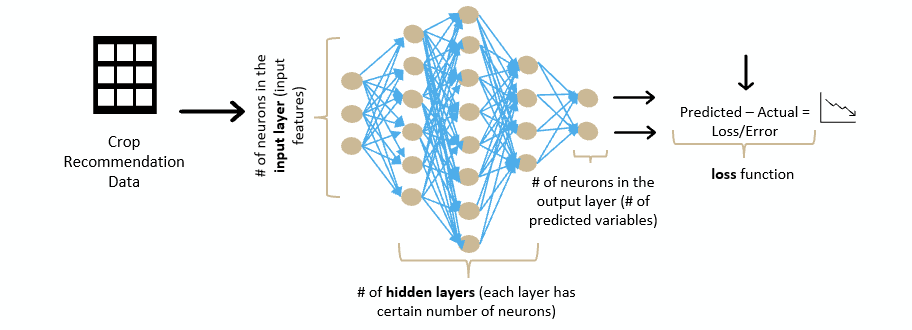 Crop
Recommendation
Data
# of neurons in the
input layer (input
features)
# of hidden layers (each layer has
certain number of neurons)
# of neurons in the
output layer (# of
predicted variables)
Predicted – Actual =
Loss/Error
loss function